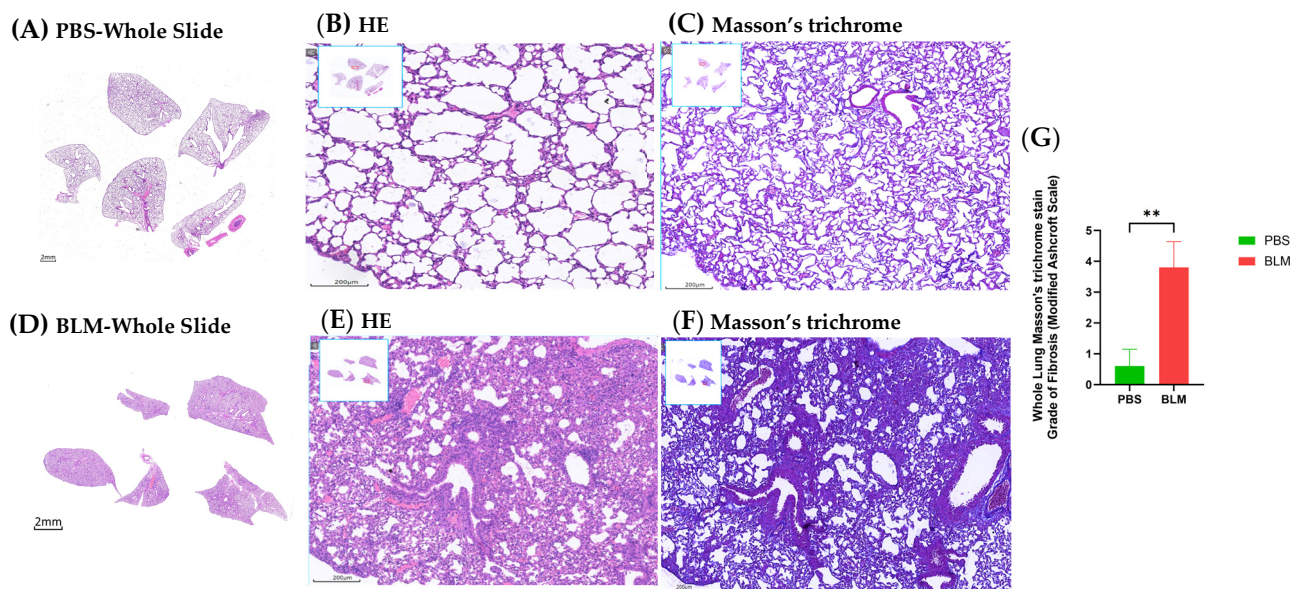 (A) PBS-Whole Slide
2mm
(B) HE
200μm
(C) Masson's trichrome
200μm
(D) BLM-Whole Slide
2mm
(E) HE
200μm
(F) Masson's trichrome
200μm
(G)
Whole Lung Masson's trichrome stain
Grade of Fibrosis (Modified Ashcroft Scale)
**
5
4
3
2
1
0
PBS
BLM
PBS
BLM